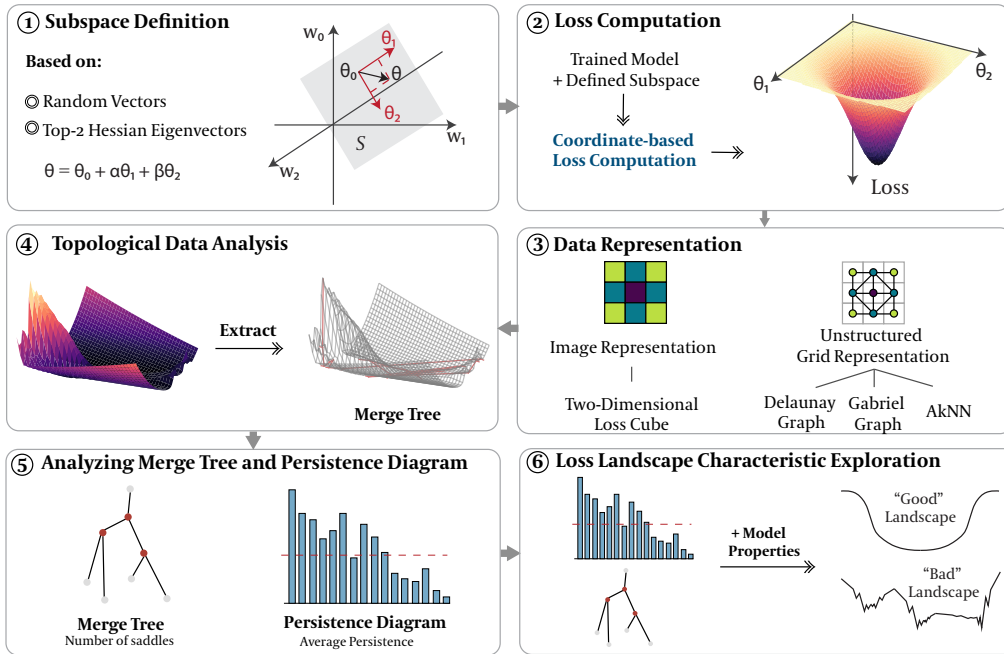 ① Subspace Definition
Based on:
Random Vectors
Top-2 Hessian Eigenvectors
θ = θ₀ + αθ₁ + βθ₂
W₀
θ₁
θ₀
θ
θ₂
S
W₁
W₂
② Loss Computation
Trained Model
+ Defined Subspace
Coordinate-based
Loss Computation
θ₁
θ₂
Loss
③ Data Representation
Image Representation
Two-Dimensional
Loss Cube
Unstructured
Grid Representation
Delaunay
Graph
Gabriel
Graph
AkNN
④ Topological Data Analysis
Extract
Merge Tree
⑤ Analyzing Merge Tree and Persistence Diagram
Merge Tree
Number of saddles
Persistence Diagram
Average Persistence
⑥ Loss Landscape Characteristic Exploration
+ Model
Properties
“Good”
Landscape
“Bad”
Landscape